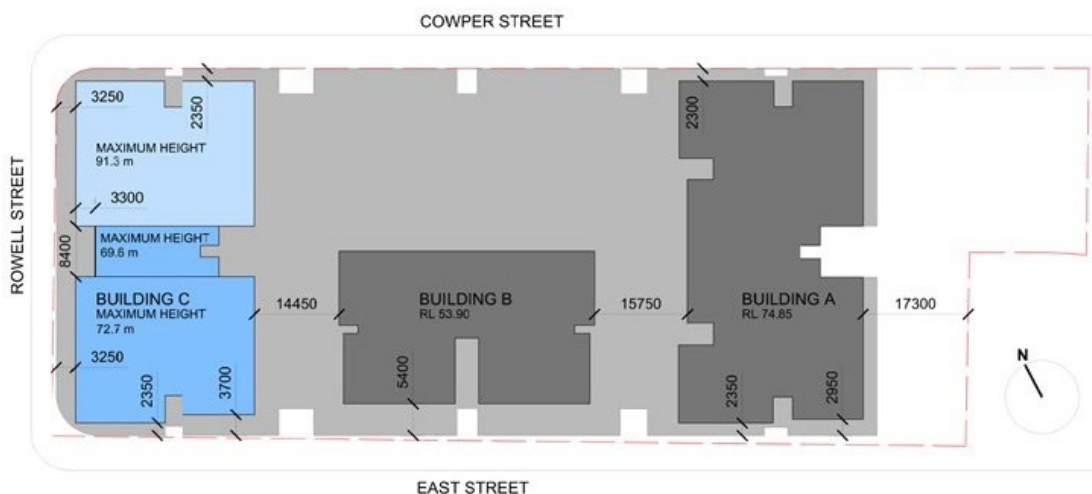 COWPER STREET
3250
2350
2300
MAXIMUM HEIGHT
91.3 m
3300
ROWELL STREET
8400
MAXIMUM HEIGHT
69.6 m
BUILDING C
MAXIMUM HEIGHT
72.7 m
14450
BUILDING B
RL 53.90
15750
BUILDING A
RL 74.85
17300
3250
2350
3700
5400
2350
2950
N
EAST STREET